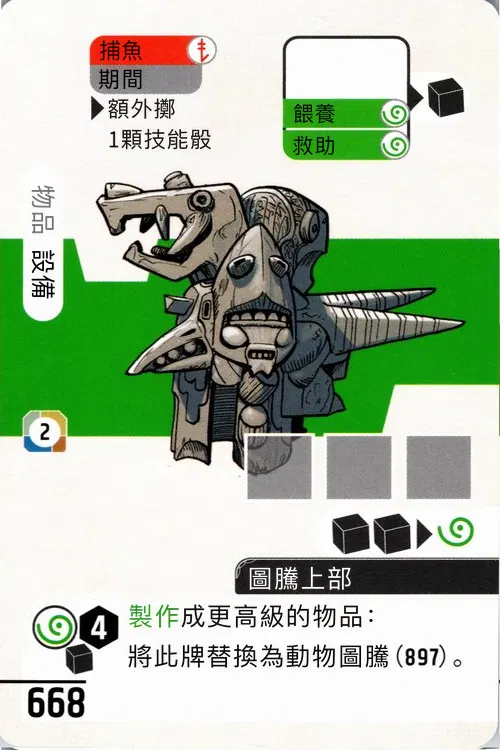 捕魚
期間
額外擲
1顆技能骰
餵養
救助
物品 設備
2
圖騰上部
4
製作成更高級的物品：
將此牌替換為動物圖騰（897）。
668